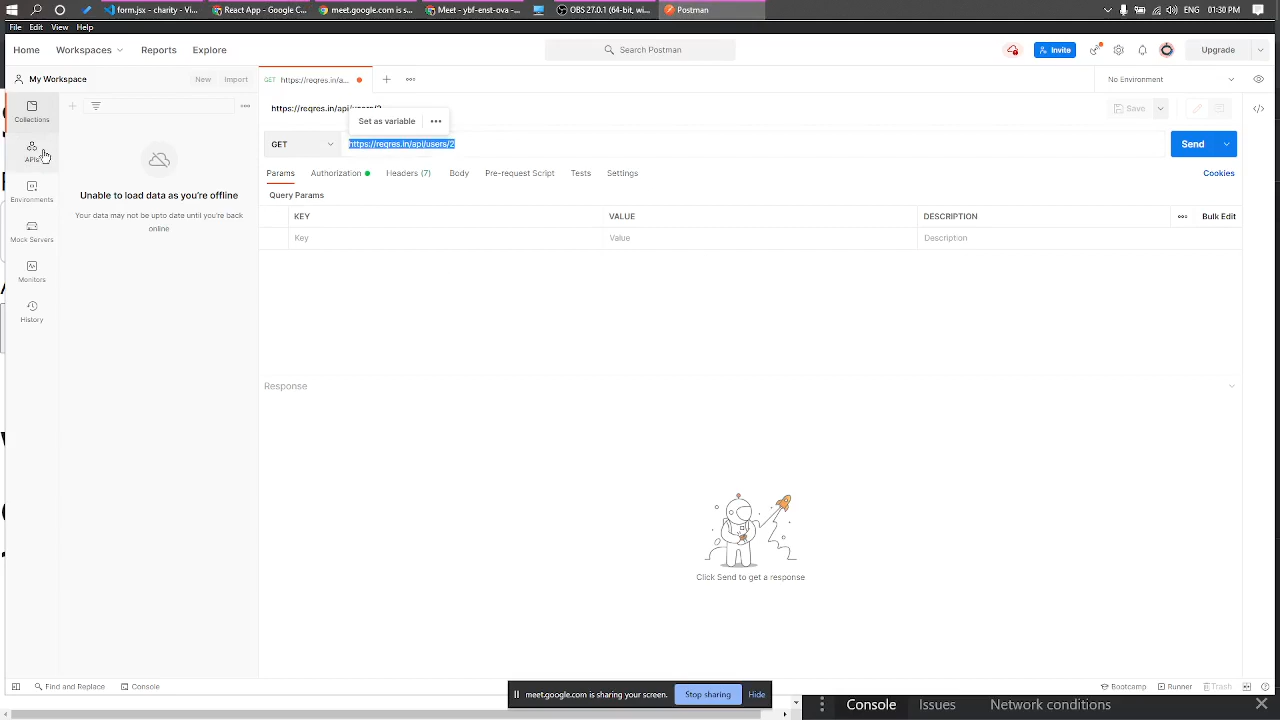 form.jsx - charity - Vi...
React App - Google C...
meet.google.com is s...
Meet - ybf-enst-ova ...
OBS 27.0.1 (64-bit, wi...
Postman
ENG
01:30 PM
File Edit View Help
Home Workspaces Reports Explore
Search Postman
Invite
Upgrade
My Workspace
New Import
GET https://reqres.in/a...
No Environment
Collections
https://reqres.in/api/users/2
Save
Set as variable
GET
https://reqres.in/api/users/2
Send
APIs
Params Authorization Headers (7) Body Pre-request Script Tests Settings
Cookies
Unable to load data as you're offline
Your data may not be upto date until you're back
online
Environments
Query Params
KEY VALUE DESCRIPTION
Bulk Edit
Key Value Description
Mock Servers
Monitors
History
Response
Click Send to get a response
Find and Replace Console
Bootcamp Runner Trash
meet.google.com is sharing your screen. Stop sharing Hide
Console Issues Network conditions